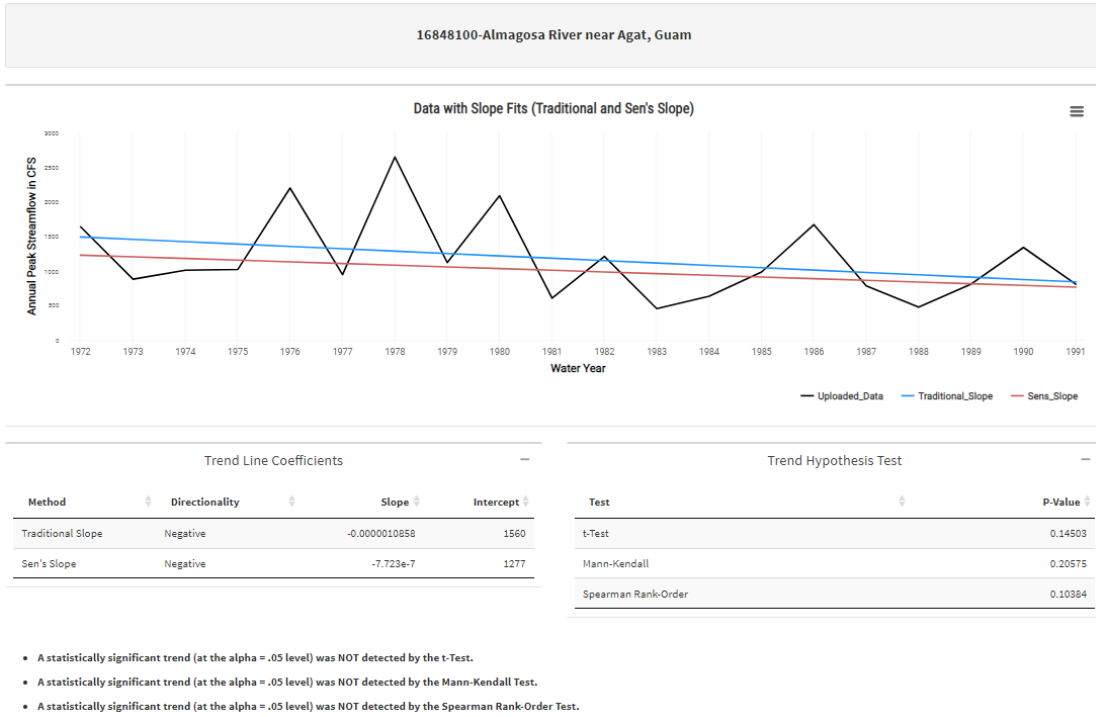 16848100-Almagosa River near Agat, Guam
Data with Slope Fits (Traditional and Sen's Slope)
Annual Peak Streamflow in CFS
3000
2500
2000
1500
1000
500
0
1972 1973 1974 1975 1976 1977 1978 1979 1980 1981 1982 1983 1984 1985 1986 1987 1988 1989 1990 1991
Water Year
Uploaded_Data Traditional_Slope Sens_Slope
Trend Line Coefficients
Method Directionality Slope Intercept
Traditional Slope Negative -0.0000010858 1560
Sen's Slope Negative -7.723e-7 1277
Trend Hypothesis Test
Test P-Value
t-Test 0.14503
Mann-Kendall 0.20575
Spearman Rank-Order 0.10384
• A statistically significant trend (at the alpha = .05 level) was NOT detected by the t-Test.
• A statistically significant trend (at the alpha = .05 level) was NOT detected by the Mann-Kendall Test.
• A statistically significant trend (at the alpha = .05 level) was NOT detected by the Spearman Rank-Order Test.